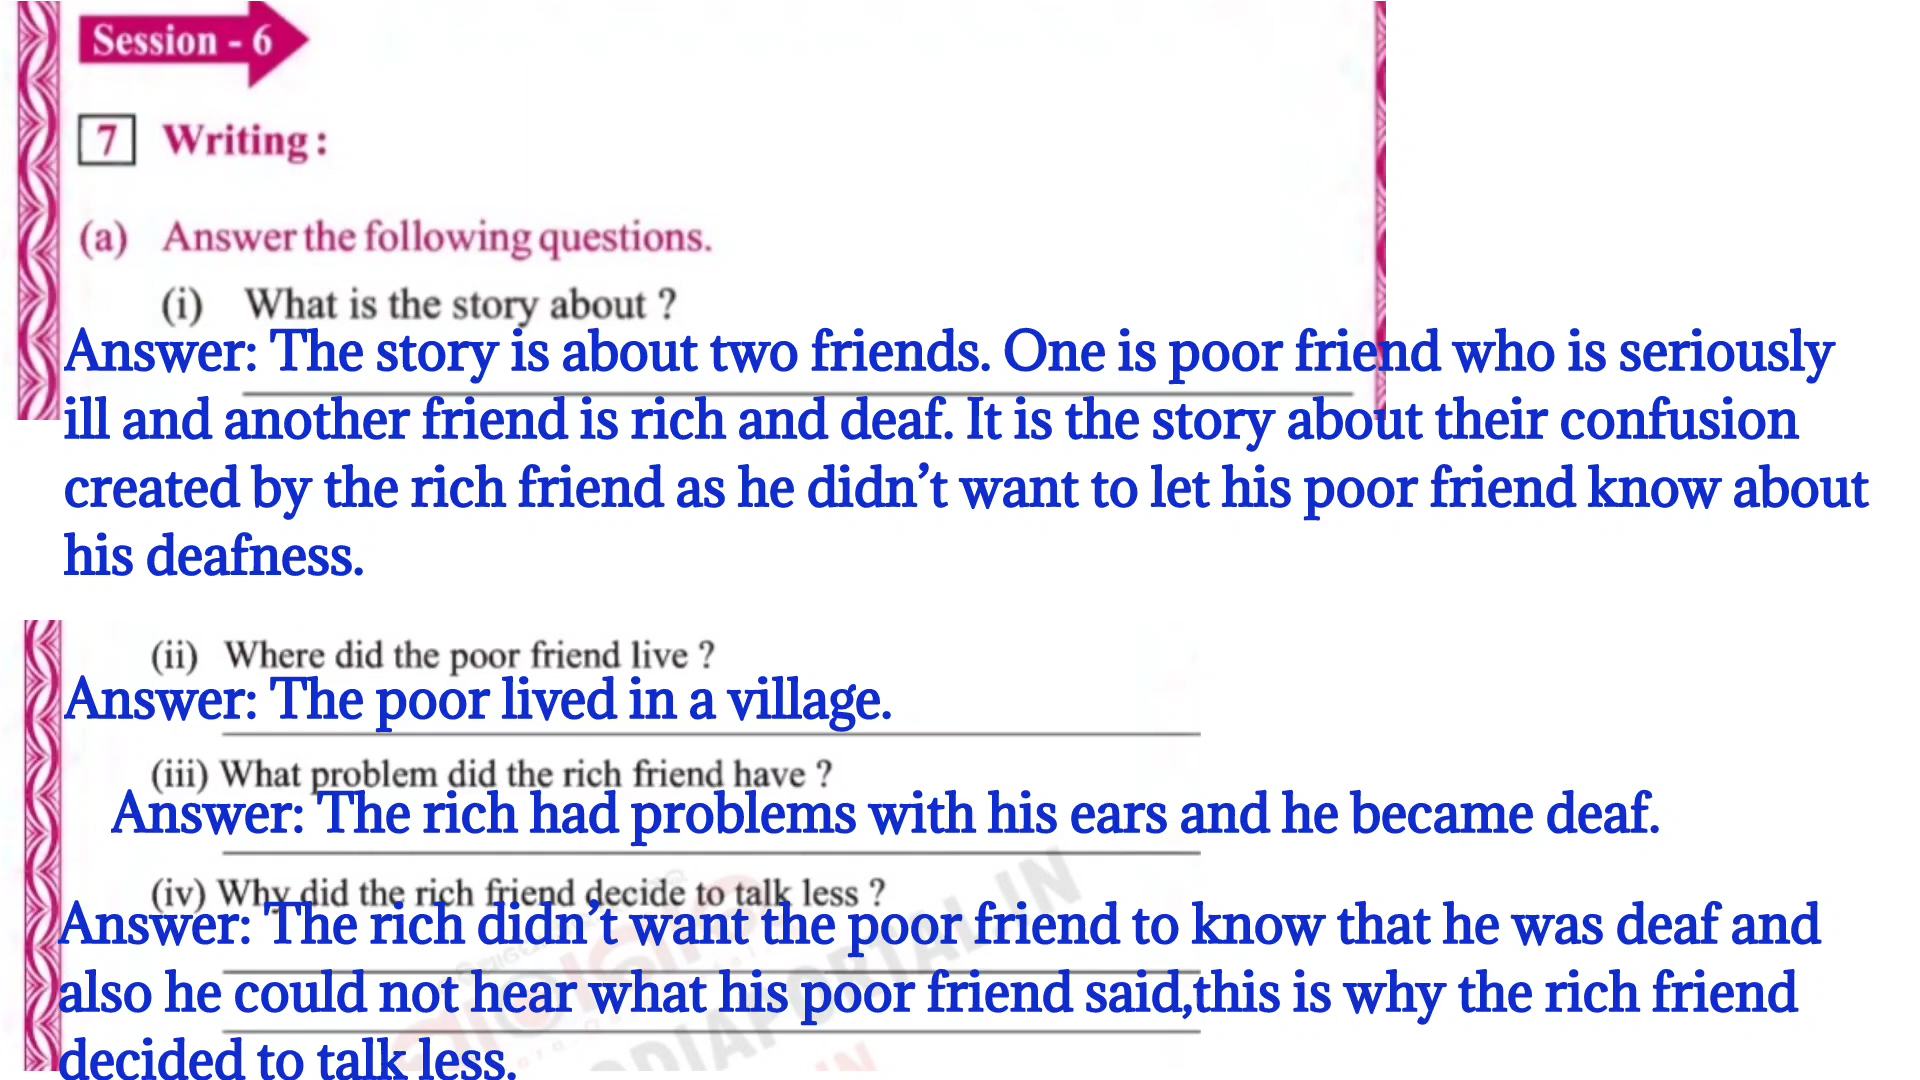 Session - 6
7 Writing :
(a) Answer the following questions.
(i) What is the story about ?
Answer: The story is about two friends. One is poor friend who is seriously
ill and another friend is rich and deaf. It is the story about their confusion
created by the rich friend as he didn't want to let his poor friend know about
his deafness.
(ii) Where did the poor friend live ?
Answer: The poor lived in a village.
(iii) What problem did the rich friend have ?
Answer: The rich had problems with his ears and he became deaf.
(iv) Why did the rich friend decide to talk less ?
Answer: The rich didn't want the poor friend to know that he was deaf and
also he could not hear what his poor friend said,this is why the rich friend
decided to talk less.
ODIAPORTAL.IN